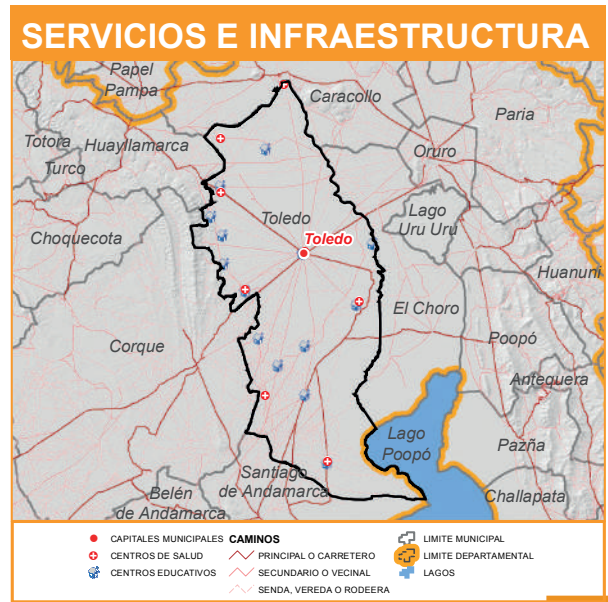 SERVICIOS E INFRAESTRUCTURA
Papel
Pampa
Caracollo
Paria
Totora
Huayllamarca
Oruro
Turco
Toledo
Lago
Uru Uru
Toledo
Choquecota
Huanuni
El Choro
Corque
Poopó
Antequera
Lago
Poopó
Pazña
Santiago
de Andamarca
Belén
de Andamarca
Challapata
CAPITALES MUNICIPALES
CENTROS DE SALUD
CENTROS EDUCATIVOS
CAMINOS
PRINCIPAL O CARRETERO
SECUNDARIO O VECINAL
SENDA, VEREDA O RODEERA
LIMITE MUNICIPAL
LIMITE DEPARTAMENTAL
LAGOS